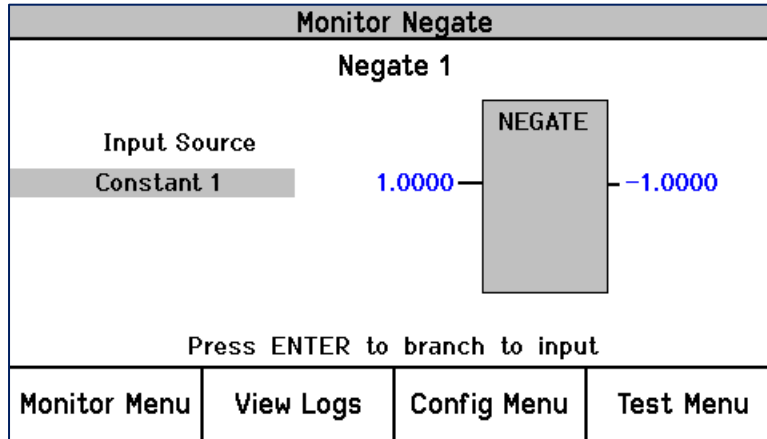 Monitor Negate
Negate 1
NEGATE
Input Source
Constant 1
1.0000
-1.0000
Press ENTER to branch to input
Monitor Menu
View Logs
Config Menu
Test Menu